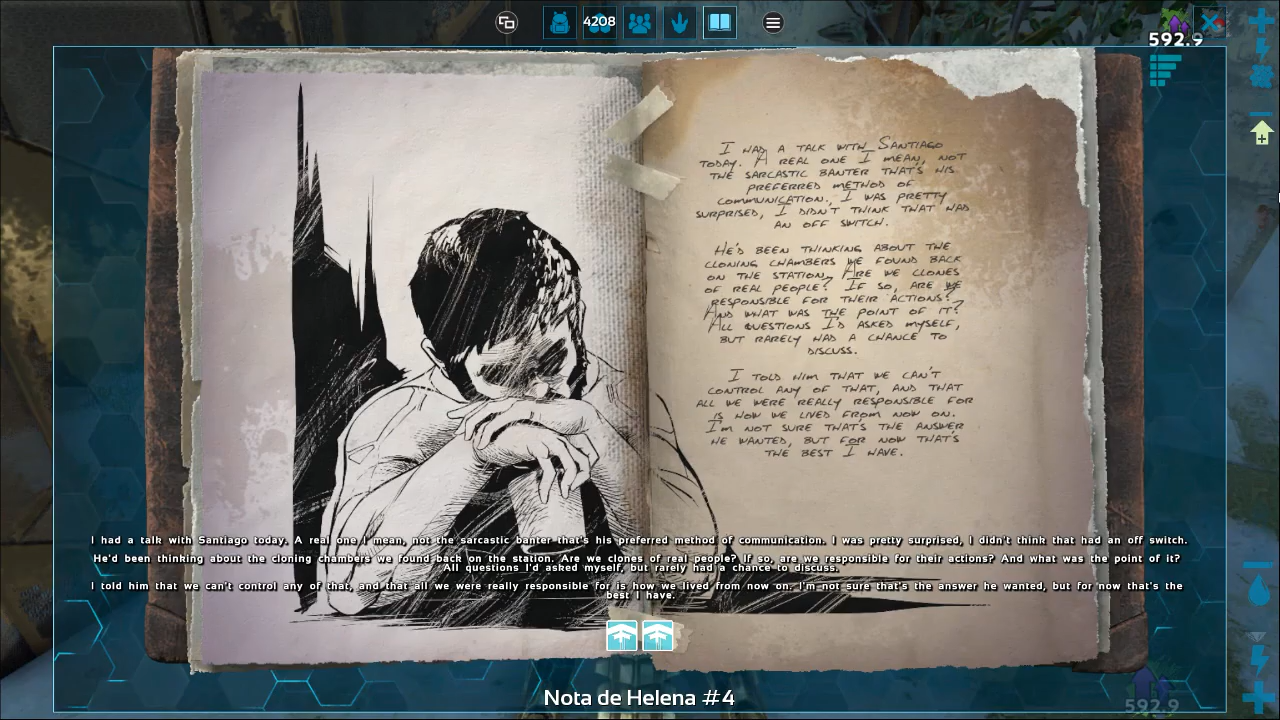 4208
592.9
I HAD A TALK WITH SANTIAGO
TODAY. A REAL ONE I MEAN, NOT
THE SARCASTIC BANTER THAT'S HIS
PREFERRED METHOD OF
COMMUNICATION. I WAS PRETTY
SURPRISED, I DIDN'T THINK THAT HAD
AN OFF SWITCH.
HE'D BEEN THINKING ABOUT THE
CLONING CHAMBERS WE FOUND BACK
ON THE STATION. ARE WE CLONES
OF REAL PEOPLE? IF SO, ARE WE
RESPONSIBLE FOR THEIR ACTIONS?
AND WHAT WAS THE POINT OF IT?
ALL QUESTIONS I'D ASKED MYSELF,
BUT RARELY HAD A CHANCE TO
DISCUSS.
I TOLD HIM THAT WE CAN'T
CONTROL ANY OF THAT, AND THAT
ALL WE WERE REALLY RESPONSIBLE FOR
IS HOW WE LIVED FROM NOW ON.
I'M NOT SURE THAT'S THE ANSWER
HE WANTED, BUT FOR NOW THAT'S
THE BEST I HAVE.
I had a talk with Santiago today. A real one I mean, not the sarcastic banter that's his preferred method of communication. I was pretty surprised, I didn't think that had an off switch.
He'd been thinking about the cloning chambers we found back on the station. Are we clones of real people? If so, are we responsible for their actions? And what was the point of it?
All questions I'd asked myself, but rarely had a chance to discuss.
I told him that we can't control any of that, and that all we were really responsible for is how we lived from now on. I'm not sure that's the answer he wanted, but for now that's the
best I have.
Nota de Helena #4
592.9